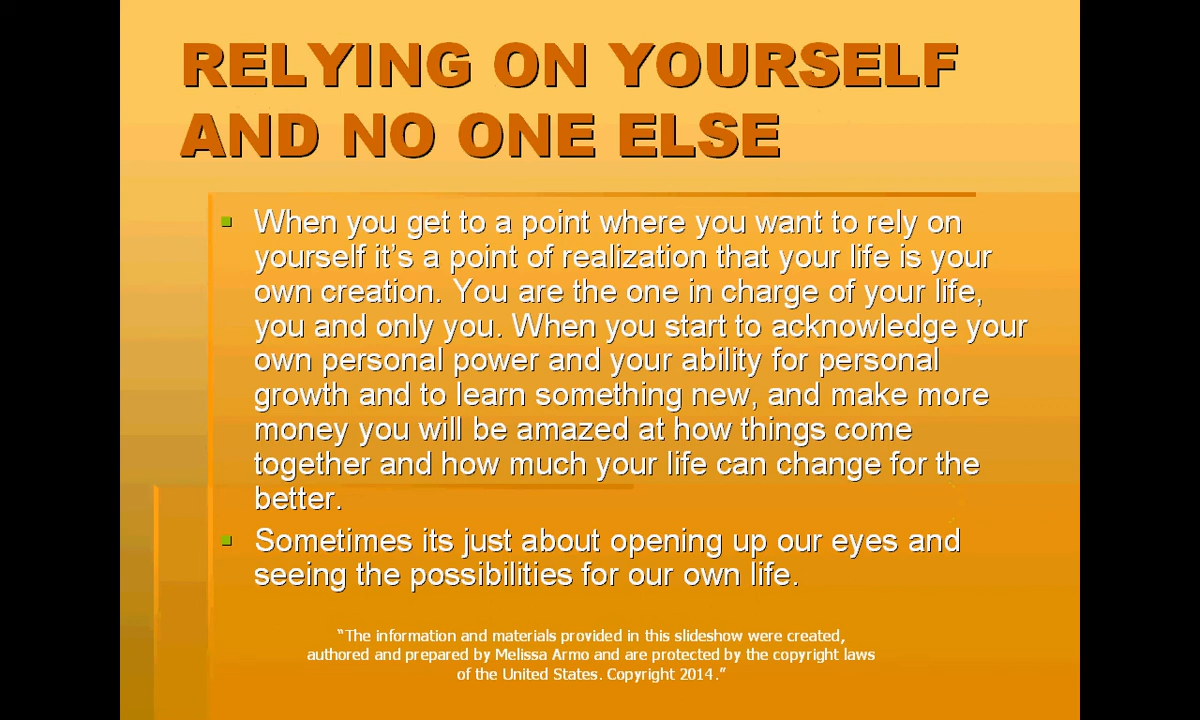 RELYING ON YOURSELF
AND NO ONE ELSE
When you get to a point where you want to rely on
yourself it's a point of realization that your life is your
own creation. You are the one in charge of your life,
you and only you. When you start to acknowledge your
own personal power and your ability for personal
growth and to learn something new, and make more
money you will be amazed at how things come
together and how much your life can change for the
better.
Sometimes its just about opening up our eyes and
seeing the possibilities for our own life.
"The information and materials provided in this slideshow were created,
authored and prepared by Melissa Armo and are protected by the copyright laws
of the United States. Copyright 2014."